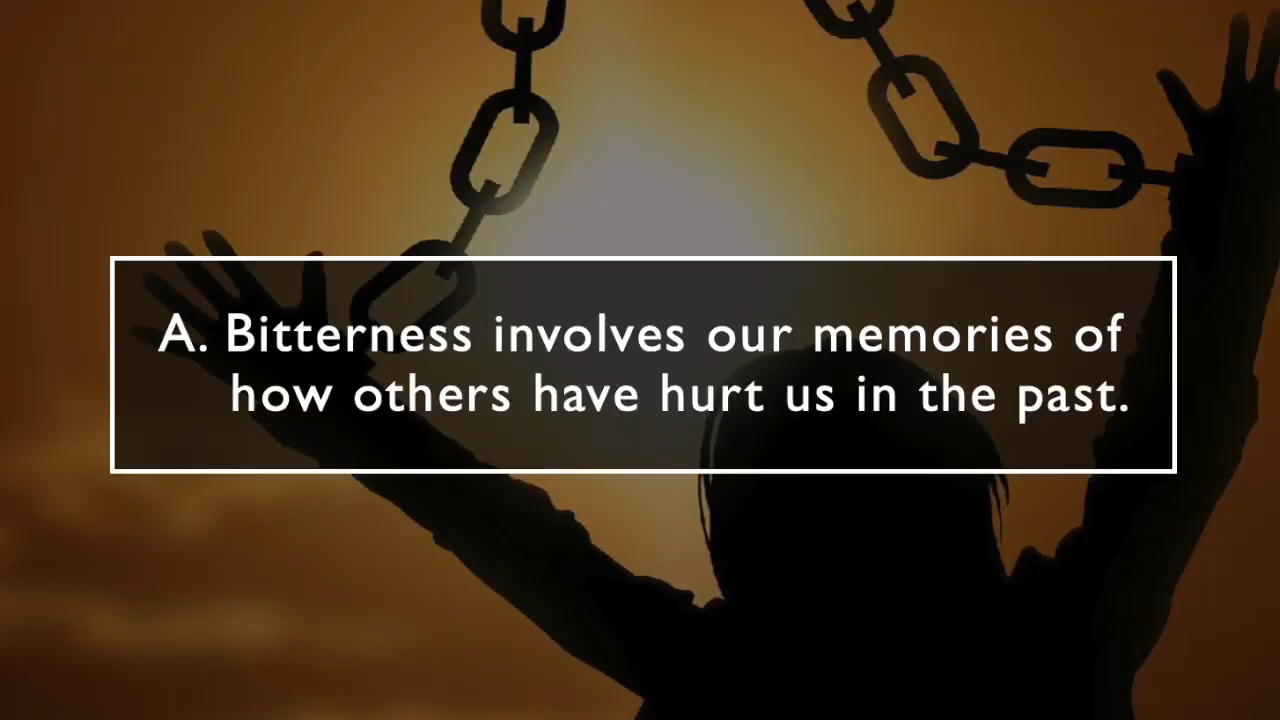 A. Bitterness involves our memories of
how others have hurt us in the past.